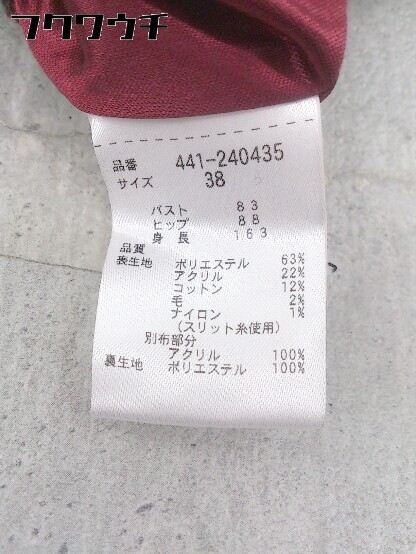 フクワウチ
品番 441-240435
サイズ 38
バスト 83
ヒップ 88
身長 163
品質
表生地 ポリエステル 63%
アクリル 22%
コットン 12%
毛 2%
ナイロン 1%
(スリット糸使用)
別布部分
アクリル 100%
裏生地 ポリエステル 100%